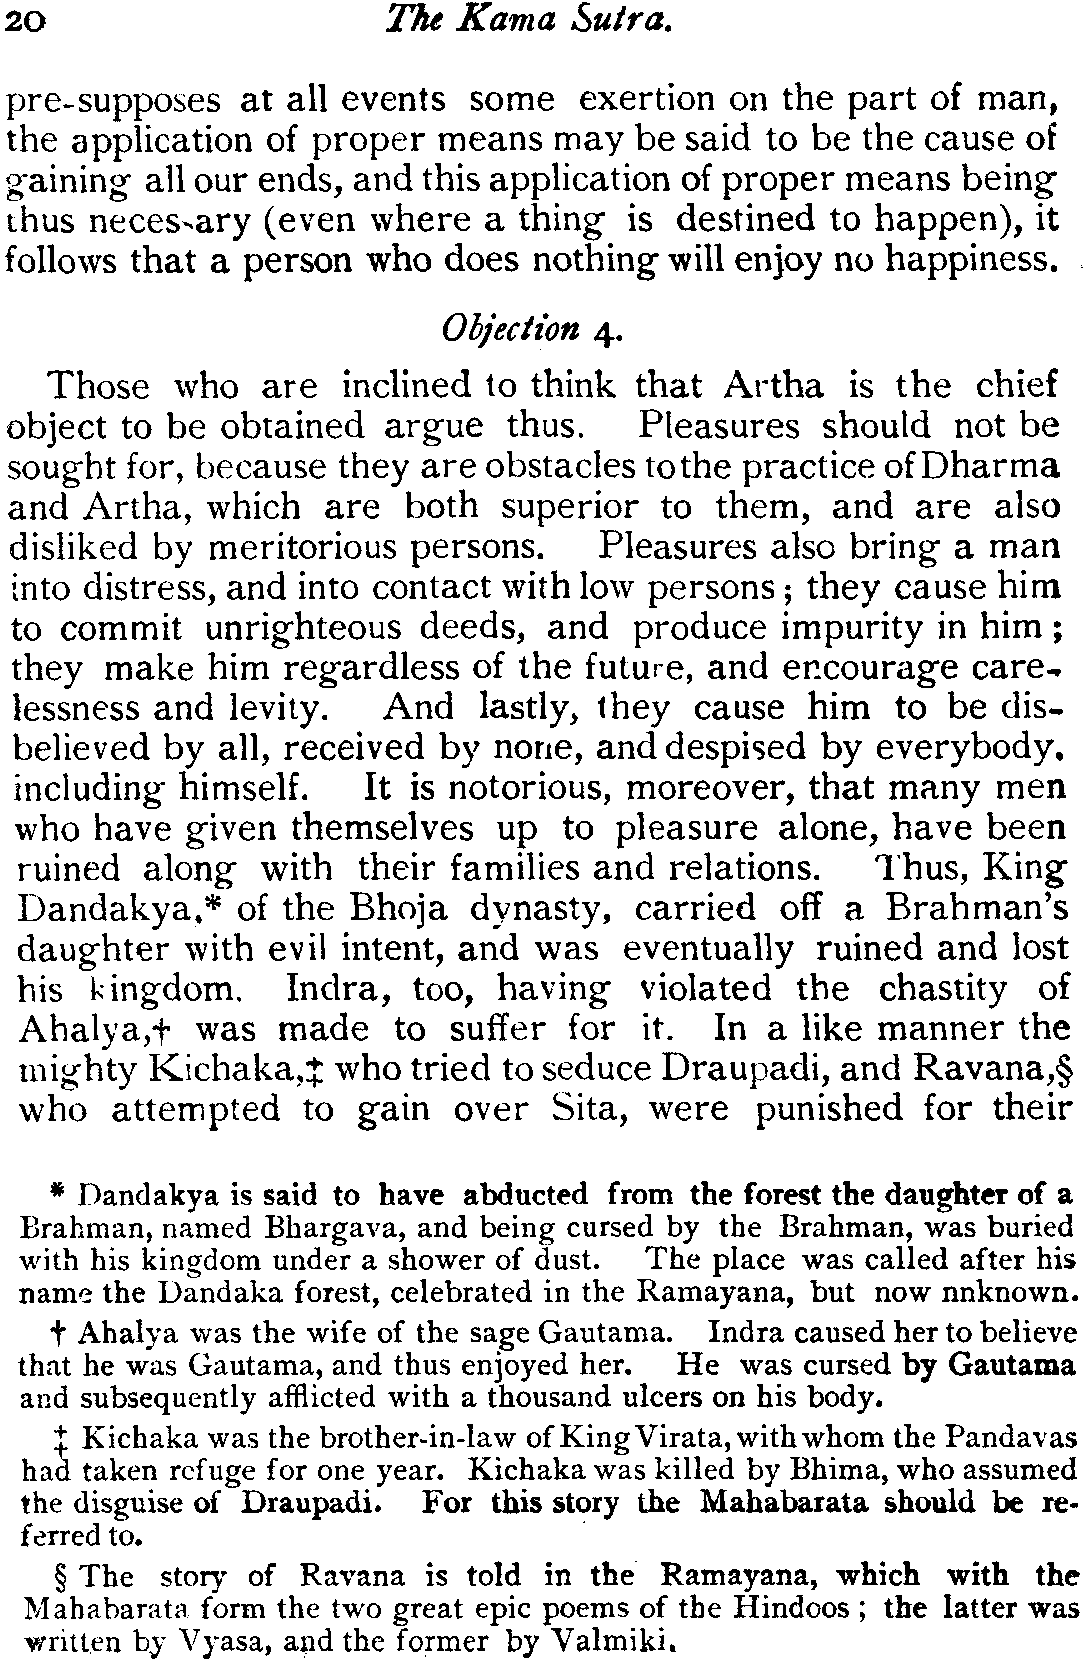 20 The Kama Sutra.
pre-supposes at all events some exertion on the part of man,
the application of proper means may be said to be the cause of
gaining all our ends, and this application of proper means being
thus necessary (even where a thing is destined to happen), it
follows that a person who does nothing will enjoy no happiness.
Objection 4.
Those who are inclined to think that Artha is the chief
object to be obtained argue thus. Pleasures should not be
sought for, because they are obstacles to the practice of Dharma
and Artha, which are both superior to them, and are also
disliked by meritorious persons. Pleasures also bring a man
into distress, and into contact with low persons ; they cause him
to commit unrighteous deeds, and produce impurity in him ;
they make him regardless of the future, and encourage care-
lessness and levity. And lastly, they cause him to be dis-
believed by all, received by none, and despised by everybody,
including himself. It is notorious, moreover, that many men
who have given themselves up to pleasure alone, have been
ruined along with their families and relations. Thus, King
Dandakya,* of the Bhoja dynasty, carried off a Brahman's
daughter with evil intent, and was eventually ruined and lost
his kingdom. Indra, too, having violated the chastity of
Ahalya,† was made to suffer for it. In a like manner the
mighty Kichaka,‡ who tried to seduce Draupadi, and Ravana,§
who attempted to gain over Sita, were punished for their
* Dandakya is said to have abducted from the forest the daughter of a
Brahman, named Bhargava, and being cursed by the Brahman, was buried
with his kingdom under a shower of dust. The place was called after his
name the Dandaka forest, celebrated in the Ramayana, but now nnknown.
† Ahalya was the wife of the sage Gautama. Indra caused her to believe
that he was Gautama, and thus enjoyed her. He was cursed by Gautama
and subsequently afflicted with a thousand ulcers on his body.
‡ Kichaka was the brother-in-law of King Virata, with whom the Pandavas
had taken refuge for one year. Kichaka was killed by Bhima, who assumed
the disguise of Draupadi. For this story the Mahabarata should be re-
ferred to.
§ The story of Ravana is told in the Ramayana, which with the
Mahabarata form the two great epic poems of the Hindoos ; the latter was
written by Vyasa, and the former by Valmiki.